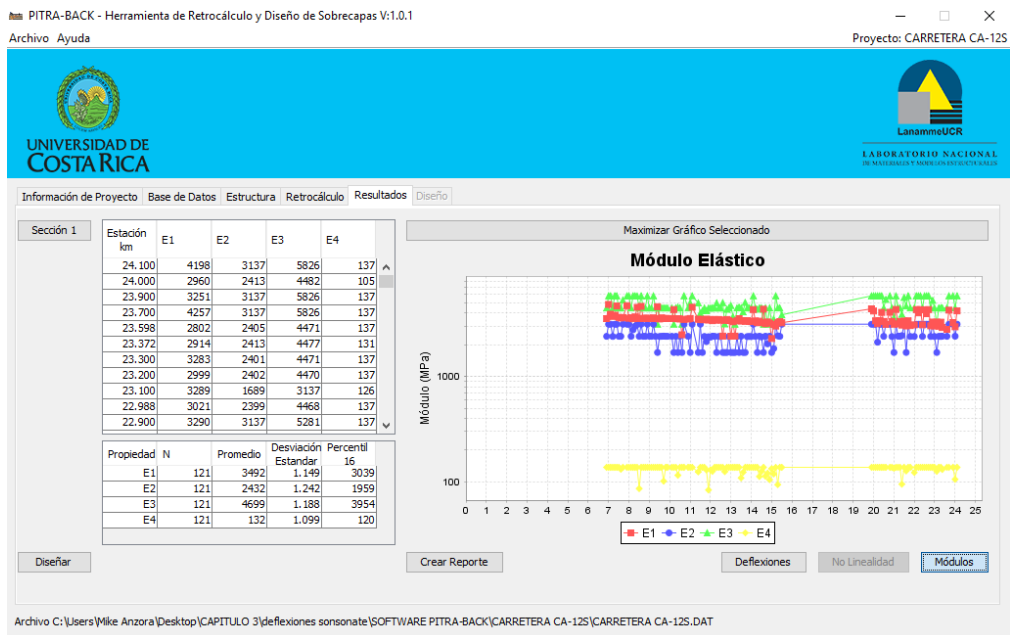 PITRA-BACK - Herramienta de Retrocálculo y Diseño de Sobrecapas V:1.0.1
Archivo Ayuda
Proyecto: CARRETERA CA-12S
UNIVERSIDAD DE
COSTA RICA
LanammeUCR
LABORATORIO NACIONAL
DE MATERIALES Y MODELOS ESTRUCTURALES
Información de Proyecto Base de Datos Estructura Retrocálculo Resultados Diseño
Sección 1
Estación km E1 E2 E3 E4
24.100 4198 3137 5826 137
24.000 2960 2413 4482 105
23.900 3251 3137 5826 137
23.700 4257 3137 5826 137
23.598 2802 2405 4471 137
23.372 2914 2413 4477 131
23.300 3283 2401 4471 137
23.200 2999 2402 4470 137
23.100 3289 1689 3137 126
22.988 3021 2399 4468 137
22.900 3290 3137 5281 137
Propiedad N Promedio Desviación Estandar Percentil 16
E1 121 3492 1.149 3039
E2 121 2432 1.242 1959
E3 121 4699 1.188 3954
E4 121 132 1.099 120
Diseñar
Maximizar Gráfico Seleccionado
Módulo Elástico
Módulo (MPa)
1000
100
0 1 2 3 4 5 6 7 8 9 10 11 12 13 14 15 16 17 18 19 20 21 22 23 24 25
E1 E2 E3 E4
Crear Reporte
Deflexiones
No Linealidad
Módulos
Archivo C:\Users\Mike Anzora\Desktop\CAPITULO 3\deflexiones sonsonate\SOFTWARE PITRA-BACK\CARRETERA CA-12S\CARRETERA CA-12S.DAT